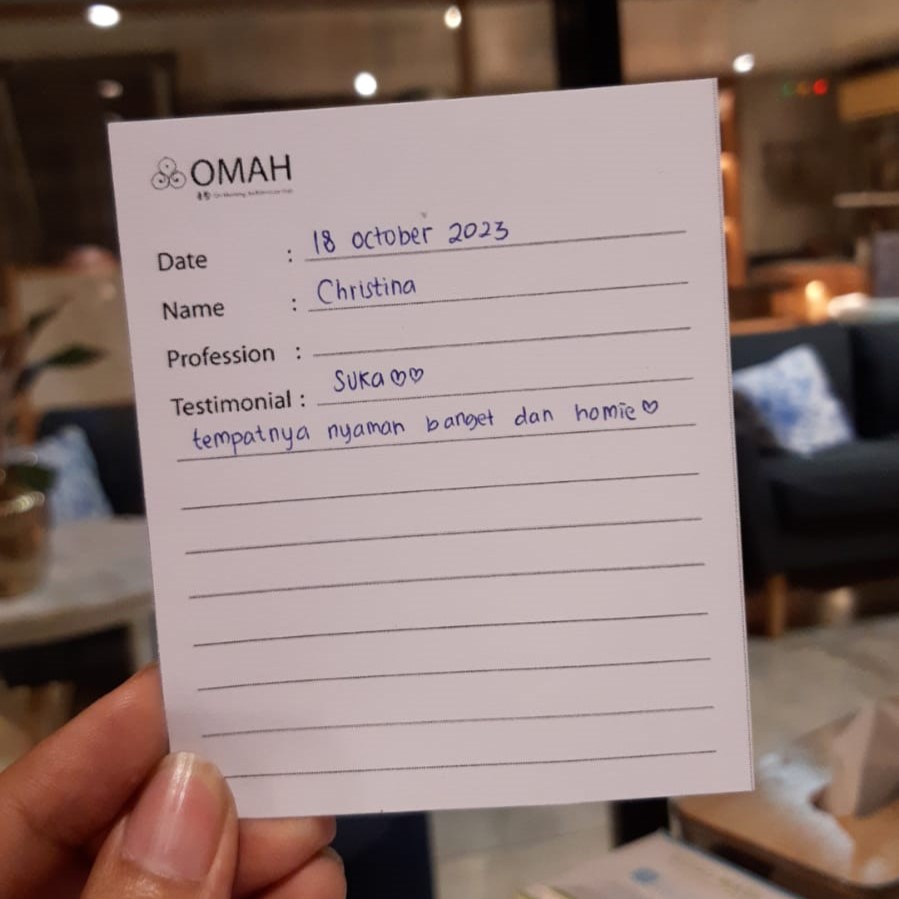 OMAH
Date : 18 october 2023
Name : Christina
Profession :
Testimonial : SUKA♡♡
tempatnya nyaman banget dan homie♡